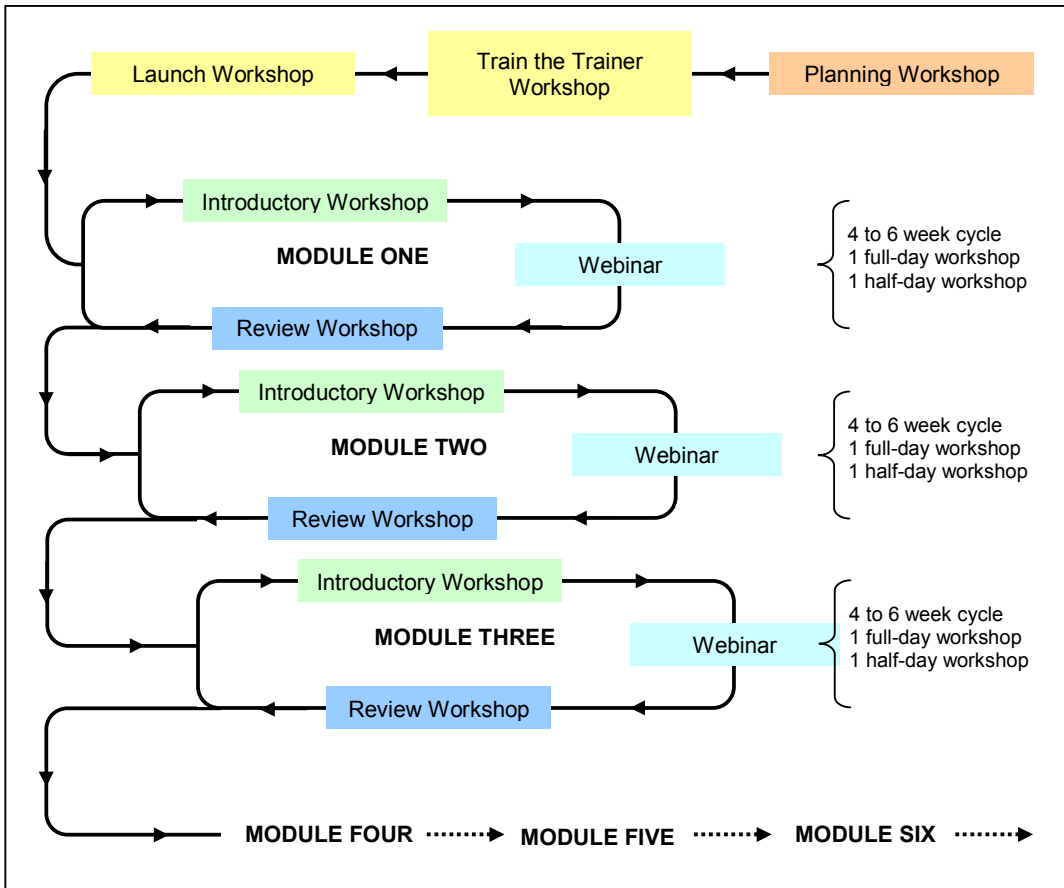 Launch Workshop
Train the Trainer
Workshop
Planning Workshop
Introductory Workshop
MODULE ONE
Webinar
Review Workshop
4 to 6 week cycle
1 full-day workshop
1 half-day workshop
Introductory Workshop
MODULE TWO
Webinar
Review Workshop
4 to 6 week cycle
1 full-day workshop
1 half-day workshop
Introductory Workshop
MODULE THREE
Webinar
Review Workshop
4 to 6 week cycle
1 full-day workshop
1 half-day workshop
MODULE FOUR
MODULE FIVE
MODULE SIX